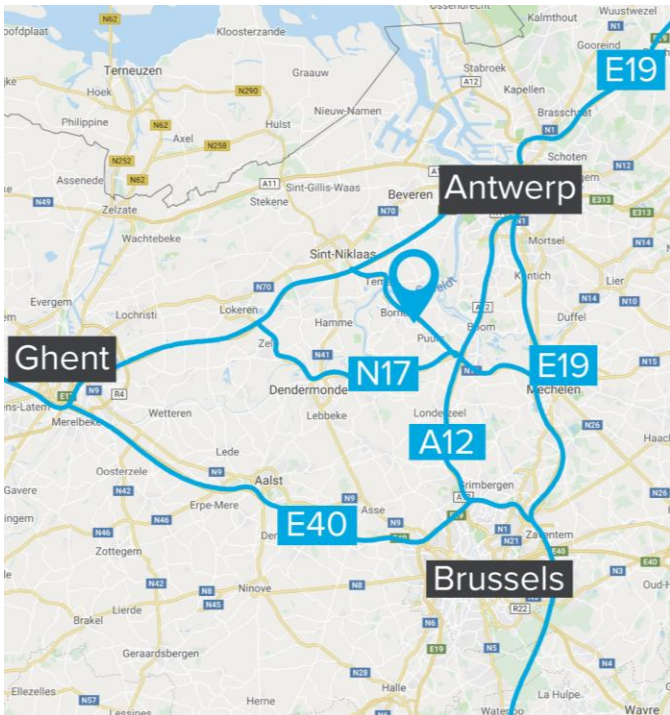 Ossendrecht
Kalmthout
Wuustwezel
N62
Kloosterzande
N1
Gooreind
E19
Terneuzen
Graauw
Stabroek
A12
Kapellen
Hoek
N290
Nieuw-Namen
Brasschaat
Philippine
N62
Hulst
N1
Axel
N258
Schoten
N252
N12
Assenede
N62
A11
Sint-Gillis-Waas
Antwerp
Beveren
E313
N49
Zelzate
Stekene
N70
N1
E313
Wachtebeke
Mortsel
N14
Sint-Niklaas
Kontich
Lier
Evergem
N70
N14
N10
Lochristi
Lokeren
Hamme
Boom
Duffel
Ghent
N41
N17
E19
N15
N9
R4
Dendermonde
Mechelen
Merelbeke
Wetteren
Lebbeke
Londerzeel
N26
A12
Lede
Oosterzele
N9
Grimbergen
N42
Aalst
Gavere
Erpe-Mere
N9
Asse
N26
N46
N46
E40
N9
N1
Zaventem
N21
Zottegem
E40
N3
Brussels
N42
N8
Ninove
N8
Lierde
N45
R22
Brakel
N6
N5
Geraardsbergen
E19
N4
N28
Ellezelles
Halle
La Hulpe
N57
Herne
Lessines
Waterloo
Wavre